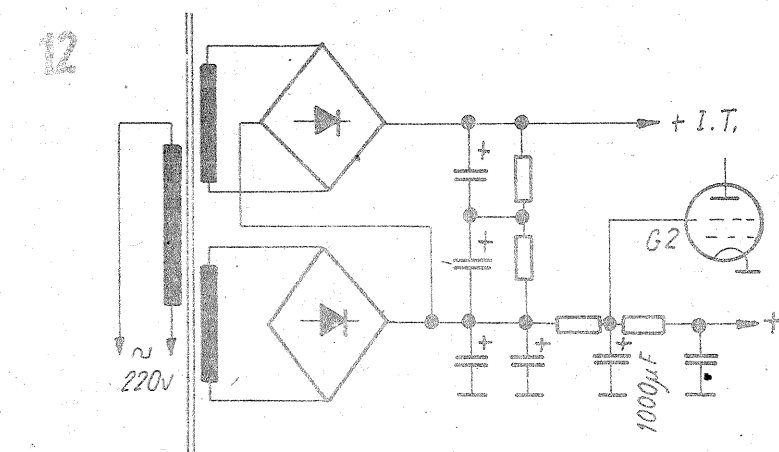 12
+ I.T.
+
+
G2
+
+
+
+
~
220v
1000μF